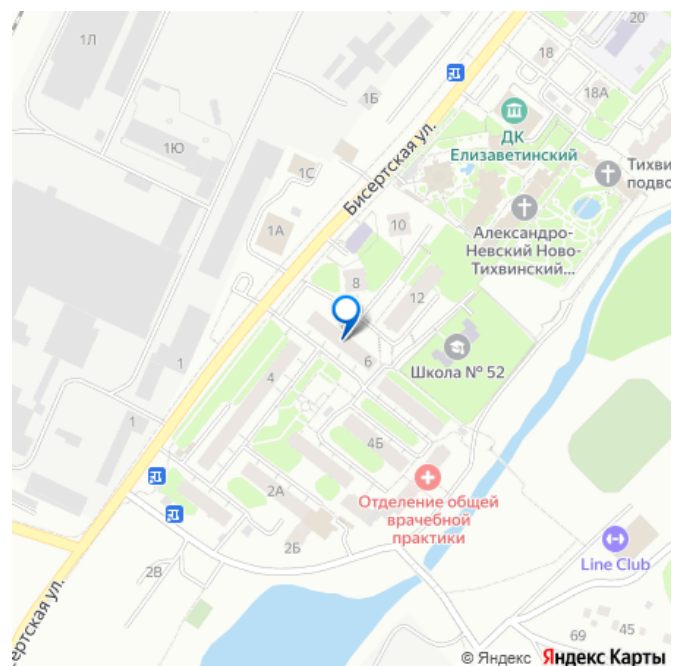 20
1Л
18
18А
1Б
ДК
Елизаветинский
1Ю
Бисертская ул.
Тихви
подво
1С
10
1А
Александро-
Невский Ново-
Тихвинский...
8
12
6
Школа № 52
1
4
1
4Б
2А
Отделение общей
врачебной
практики
2Б
2В
Line Club
сертская ул.
69
45
© Яндекс Яндекс Карты